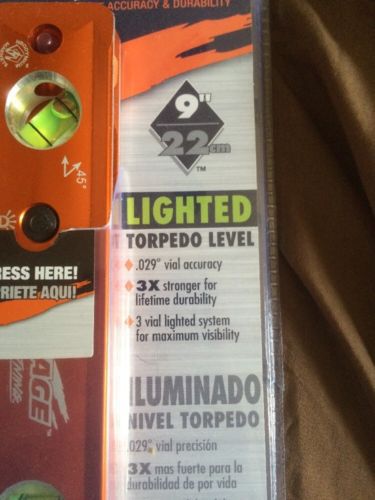 ACCURACY & DURABILITY
9"
22cm
TM
45°
LIGHTED
TORPEDO LEVEL
.029" vial accuracy
3X stronger for
lifetime durability
3 vial lighted system
for maximum visibility
RESS HERE!
PRIETE AQUI!
ILUMINADO
NIVEL TORPEDO
.029" vial precisión
3X mas fuerte para la
durabilidad de por vida